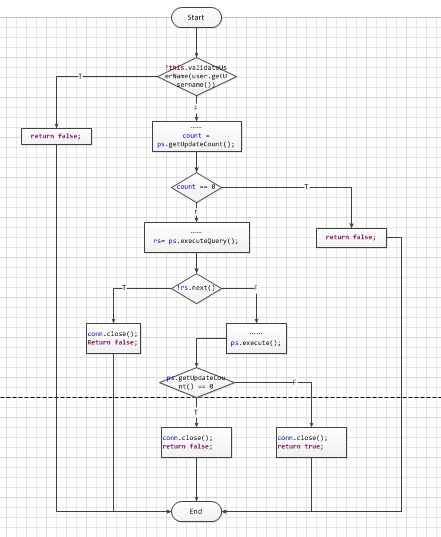 Start
!this.validateUs
erName(user.getU
sername())
T
F
return false;
......
count =
ps.getUpdateCount();
count == 0
T
F
......
rs= ps.executeQuery();
return false;
!rs.next()
T
F
conn.close();
Return false;
......
ps.execute();
ps.getUpdateCou
nt() == 0
F
T
conn.close();
return false;
conn.close();
return true;
End